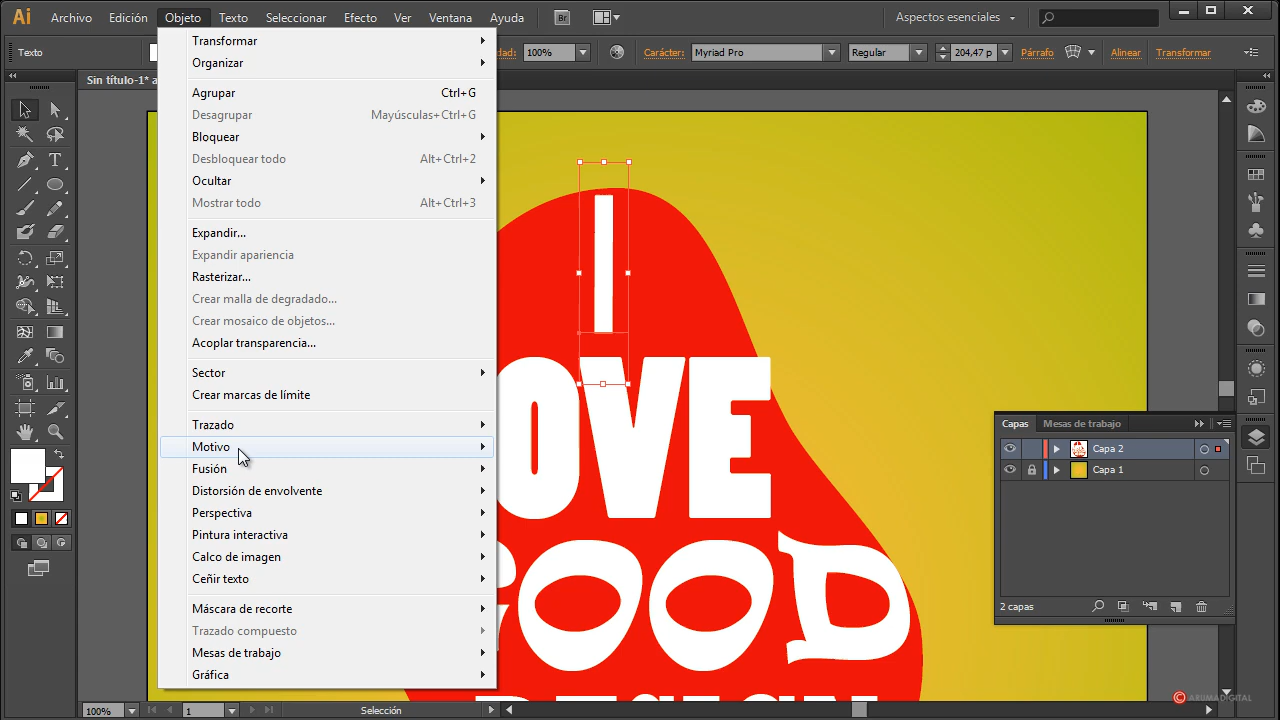 Ai Archivo Edición Objeto Texto Seleccionar Efecto Ver Ventana Ayuda Br Aspectos esenciales
Texto dad: 100% Carácter: Myriad Pro Regular 204,47 p Párrafo Alinear Transformar
Sin título-1* a
Transformar
Organizar
Agrupar Ctrl+G
Desagrupar Mayúsculas+Ctrl+G
Bloquear
Desbloquear todo Alt+Ctrl+2
Ocultar
Mostrar todo Alt+Ctrl+3
Expandir...
Expandir apariencia
Rasterizar...
Crear malla de degradado...
Crear mosaico de objetos...
Acoplar transparencia...
Sector
Crear marcas de límite
Trazado
Motivo
Fusión
Distorsión de envolvente
Perspectiva
Pintura interactiva
Calco de imagen
Ceñir texto
Máscara de recorte
Trazado compuesto
Mesas de trabajo
Gráfica
I
OVE
OOD
Capas Mesas de trabajo
Capa 2
Capa 1
2 capas
100% 1 Selección
© ARUMADIGITAL